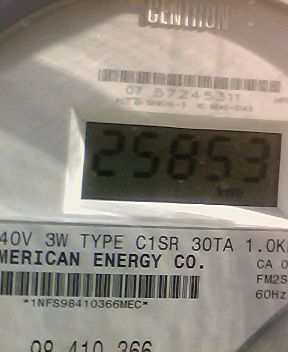 CENTRON
07 57245311
25853
kWh
40V 3W TYPE C1SR 30TA 1.0K
MERICAN ENERGY CO.
CA 0
FM2S
*1NFS98410366MEC*
60Hz
98 410 366